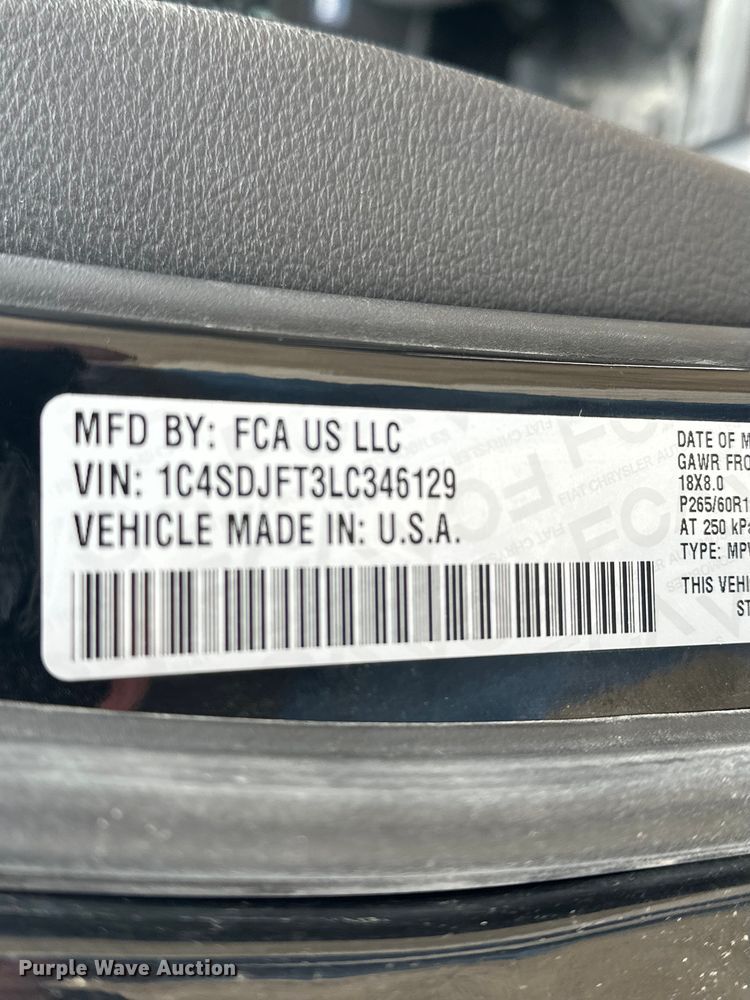 MFD BY: FCA US LLC
VIN: 1C4SDJFT3LC346129
VEHICLE MADE IN: U.S.A.
DATE OF M
GAWR FRO
18X8.0
P265/60R1
AT 250 kPa
TYPE: MPV
THIS VEHI
ST
Purple Wave Auction